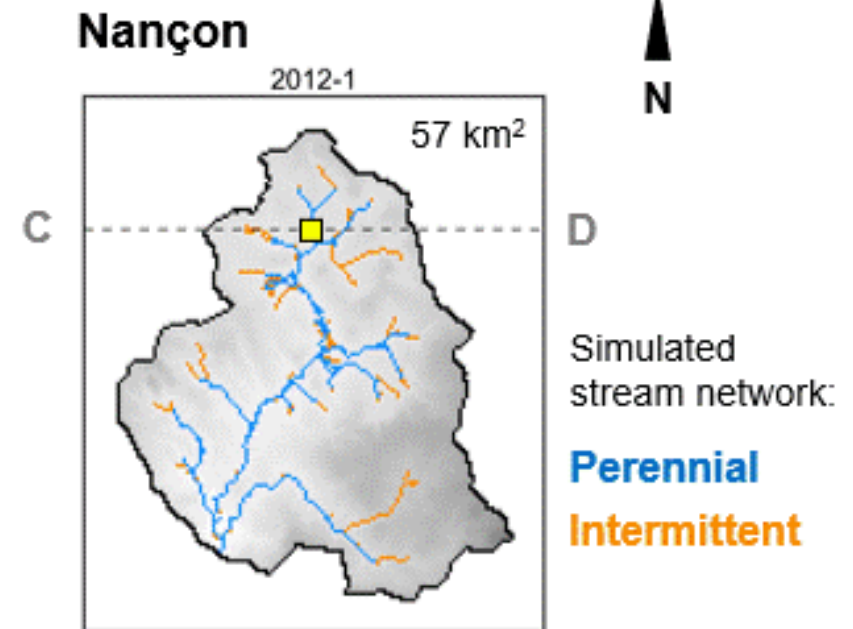 Nançon
2012-1
57 km²
N
C
D
Simulated
stream network:
Perennial
Intermittent